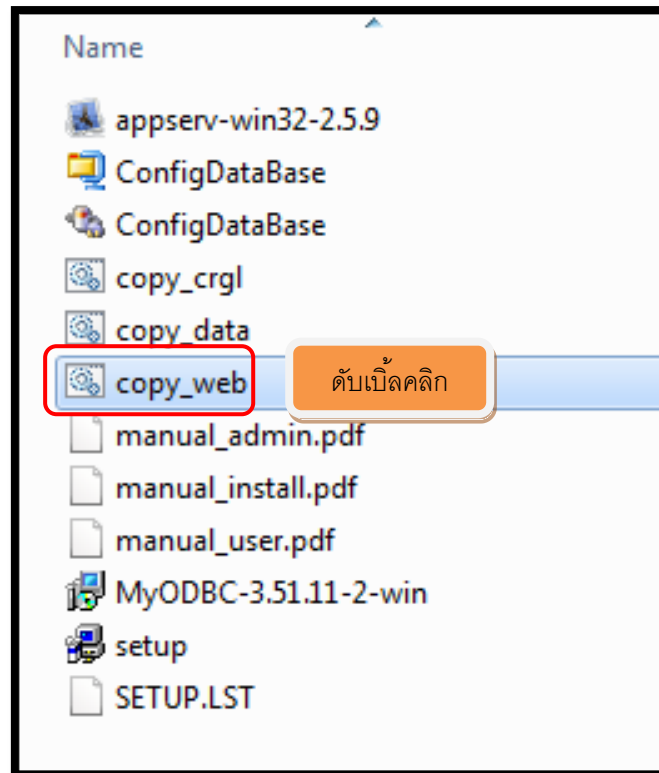 Name
appserv-win32-2.5.9
ConfigDataBase
ConfigDataBase
copy_crgl
copy_data
copy_web
ดับเบิ้ลคลิก
manual_admin.pdf
manual_install.pdf
manual_user.pdf
MyODBC-3.51.11-2-win
setup
SETUP.LST